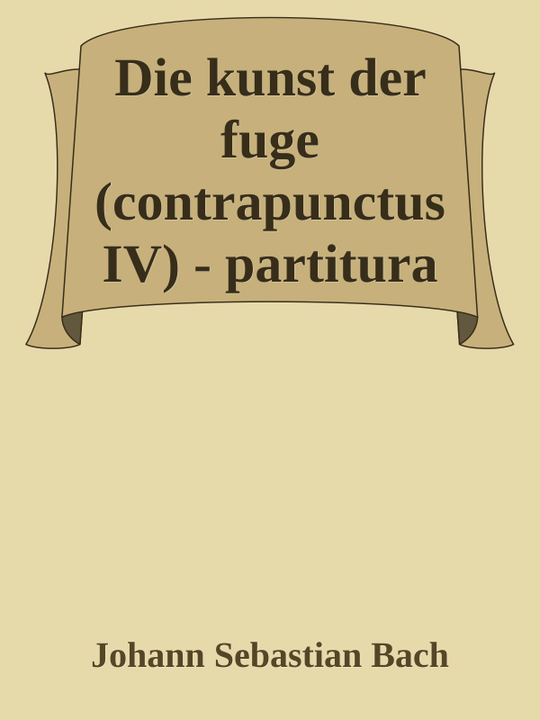 Die kunst der
fuge
(contrapunctus
IV) - partitura
Johann Sebastian Bach